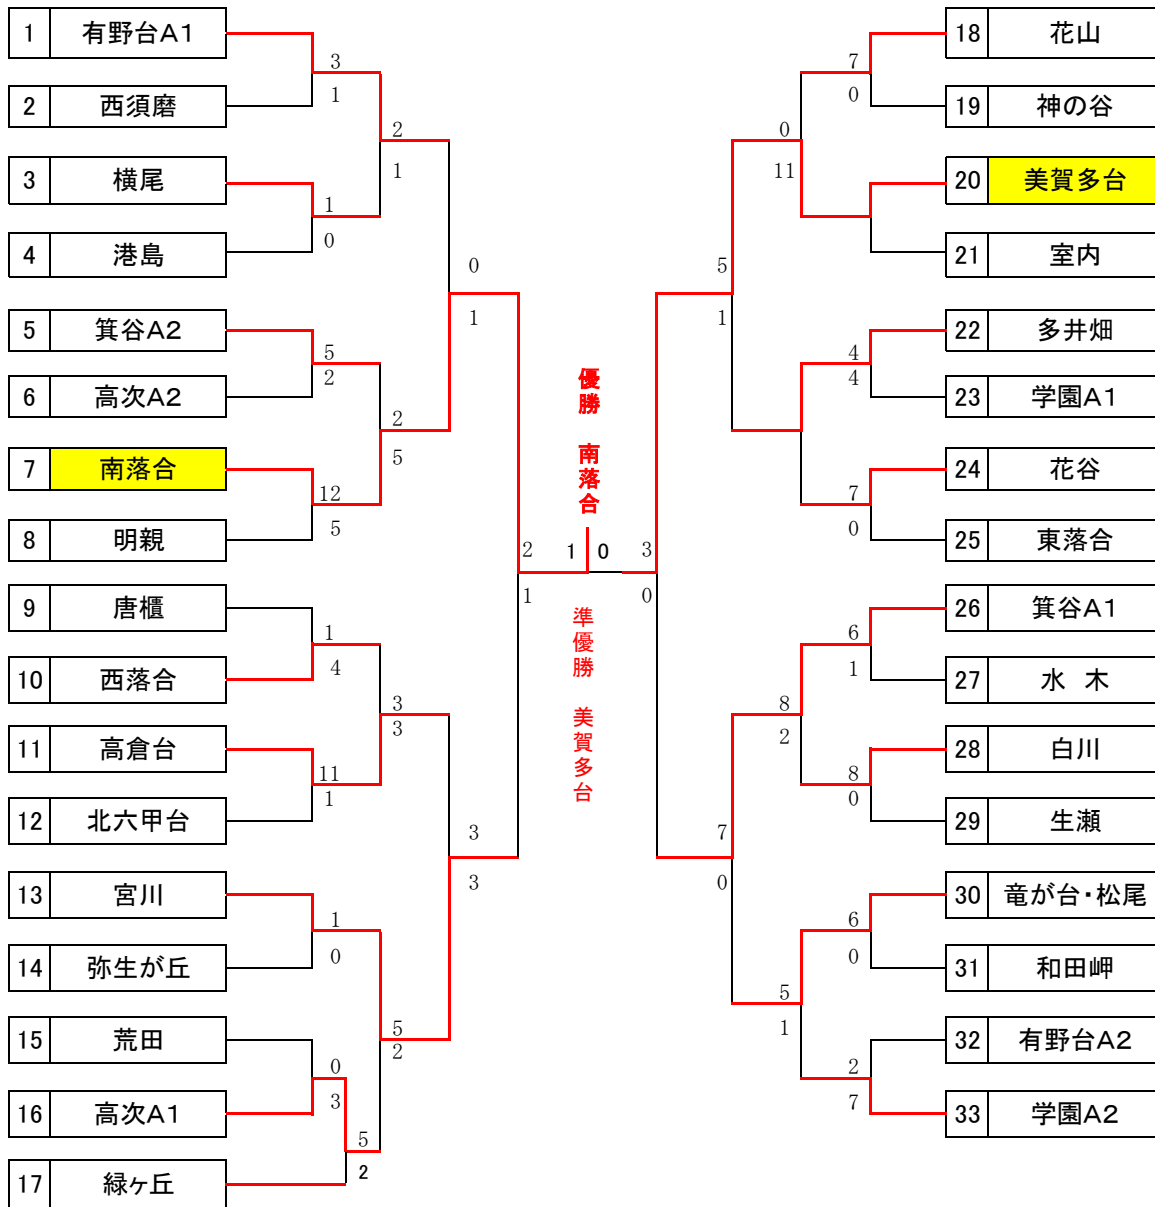 1 有野台A1
3
1
2 西須磨
2
1
3 横尾
1
0
4 港島
0
1
5 箕谷A2
5
2
6 高次A2
2
5
7 南落合
12
5
8 明親
2
1
9 唐櫃
1
4
10 西落合
3
3
11 高倉台
11
1
12 北六甲台
3
3
13 宮川
1
0
14 弥生が丘
5
2
15 荒田
0
3
16 高次A1
5
2
17 緑ヶ丘
優勝 南落合
1 0
準優勝 美賀多台
18 花山
7
0
19 神の谷
0
11
20 美賀多台
21 室内
5
1
22 多井畑
4
4
23 学園A1
24 花谷
7
0
25 東落合
3
0
26 箕谷A1
6
1
27 水 木
8
2
28 白川
8
0
29 生瀬
7
0
30 竜が台・松尾
6
0
31 和田岬
5
1
32 有野台A2
2
7
33 学園A2